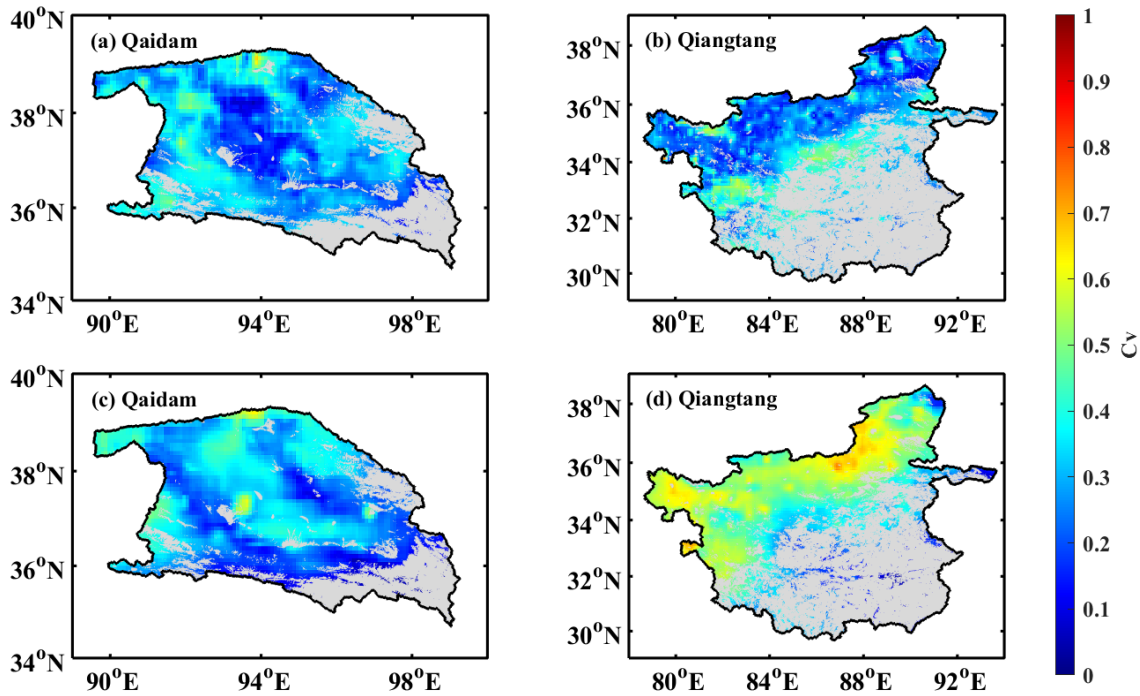 (a) Qaidam
40°N
38°N
36°N
34°N
90°E 94°E 98°E
(b) Qiangtang
38°N
36°N
34°N
32°N
30°N
80°E 84°E 88°E 92°E
(c) Qaidam
40°N
38°N
36°N
34°N
90°E 94°E 98°E
(d) Qiangtang
38°N
36°N
34°N
32°N
30°N
80°E 84°E 88°E 92°E
1
0.9
0.8
0.7
0.6
0.5
0.4
0.3
0.2
0.1
0
Cv